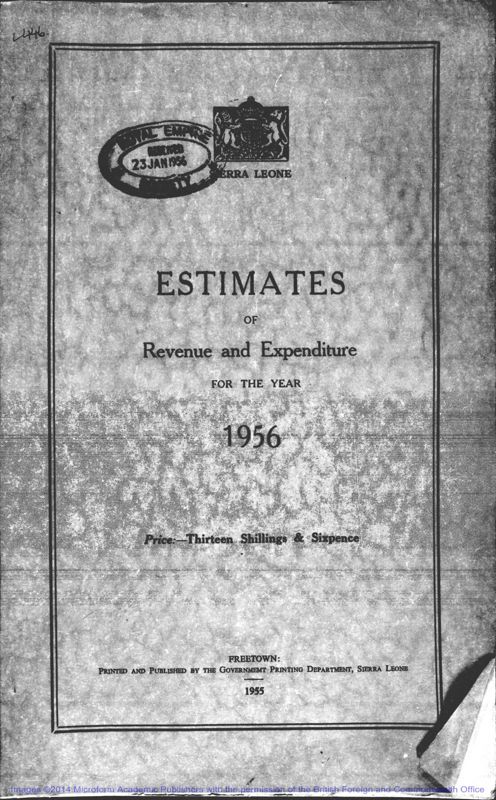 L446
ROYAL EMPIRE
RECEIVED
23 JAN 1956
SIERRA LEONE
ESTIMATES
OF
Revenue and Expenditure
FOR THE YEAR
1956
Price:—Thirteen Shillings & Sixpence
FREETOWN:
PRINTED AND PUBLISHED BY THE GOVERNMENT PRINTING DEPARTMENT, SIERRA LEONE
1955
Images ©2014 Microform Academic Publishers with the permission of the British Foreign and Commonwealth Office